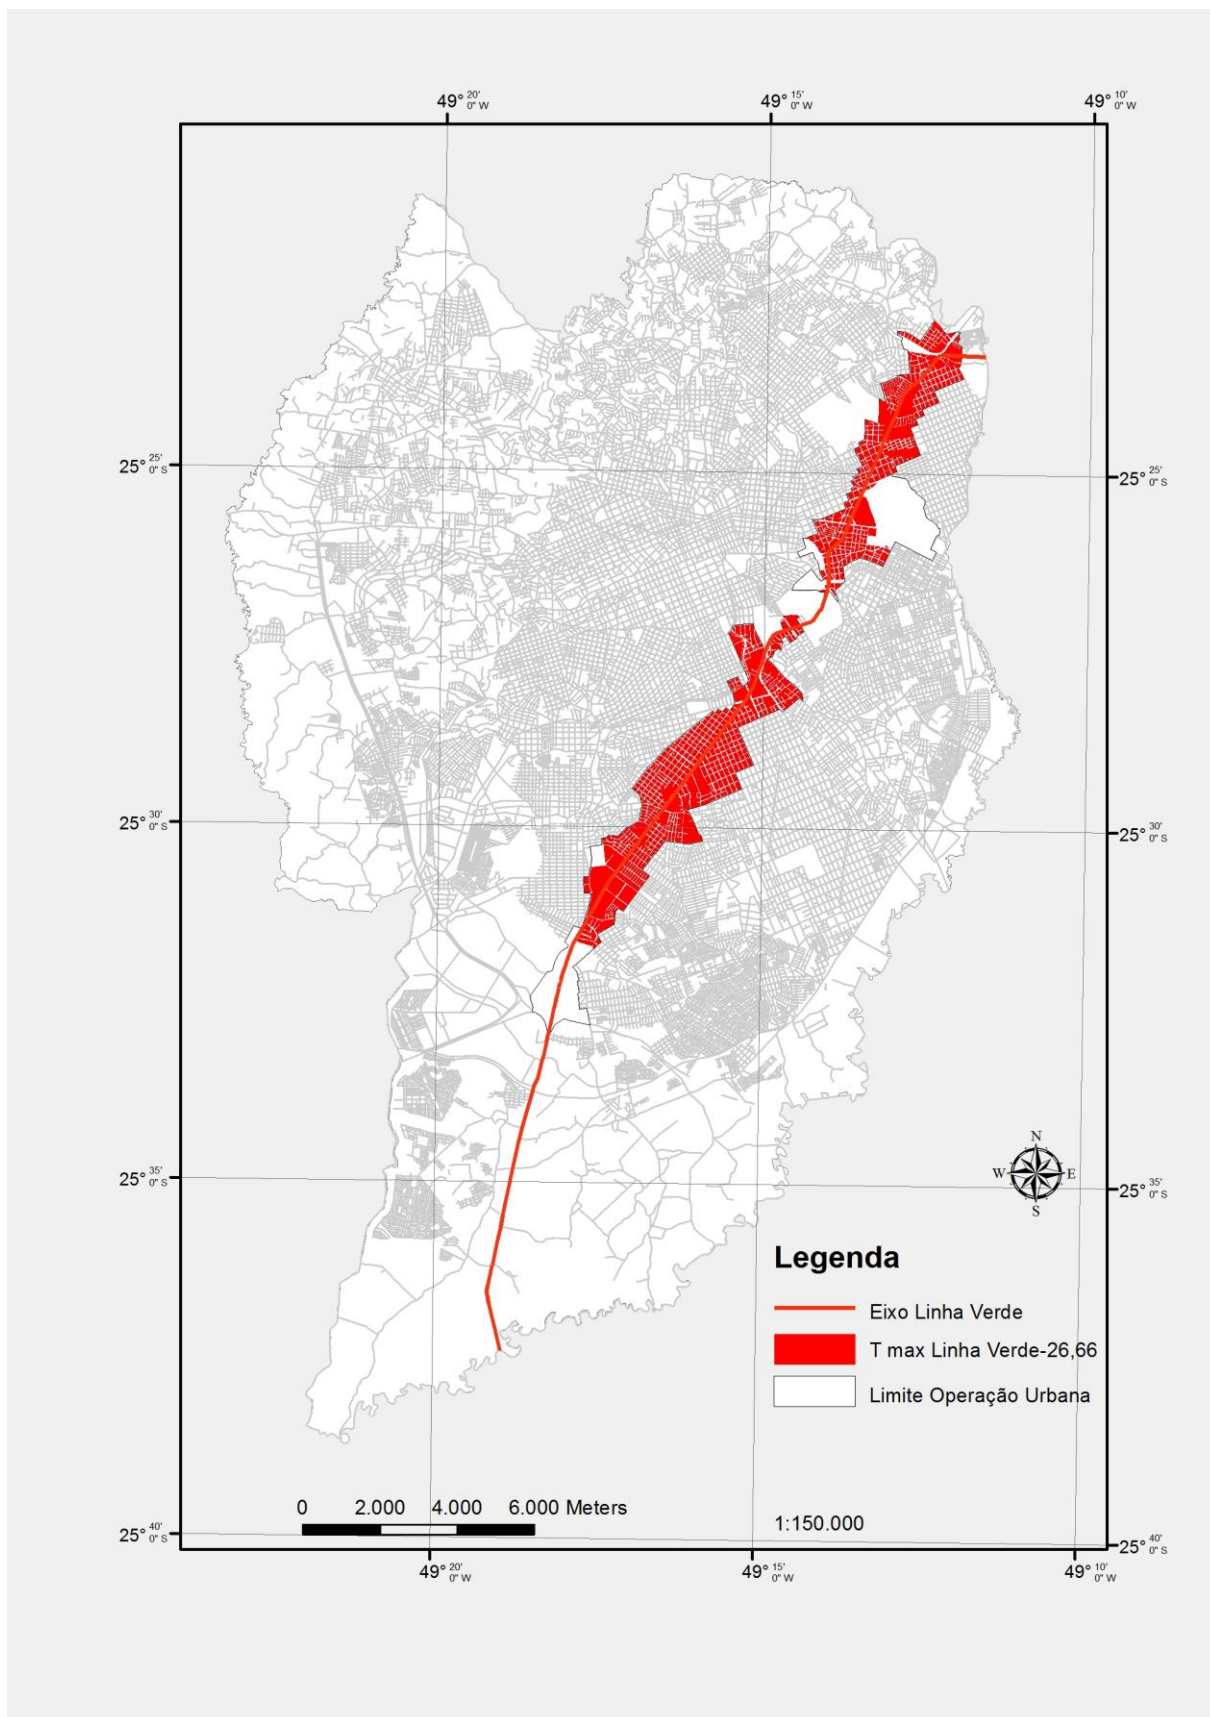 49° 20' 0" W
49° 15' 0" W
49° 10' 0" W
25° 25' 0" S
25° 25' 0" S
25° 30' 0" S
25° 30' 0" S
N
W E
S
25° 35' 0" S
25° 35' 0" S
Legenda
Eixo Linha Verde
T max Linha Verde-26,66
Limite Operação Urbana
0 2.000 4.000 6.000 Meters
1:150.000
25° 40' 0" S
25° 40' 0" S
49° 20' 0" W
49° 15' 0" W
49° 10' 0" W